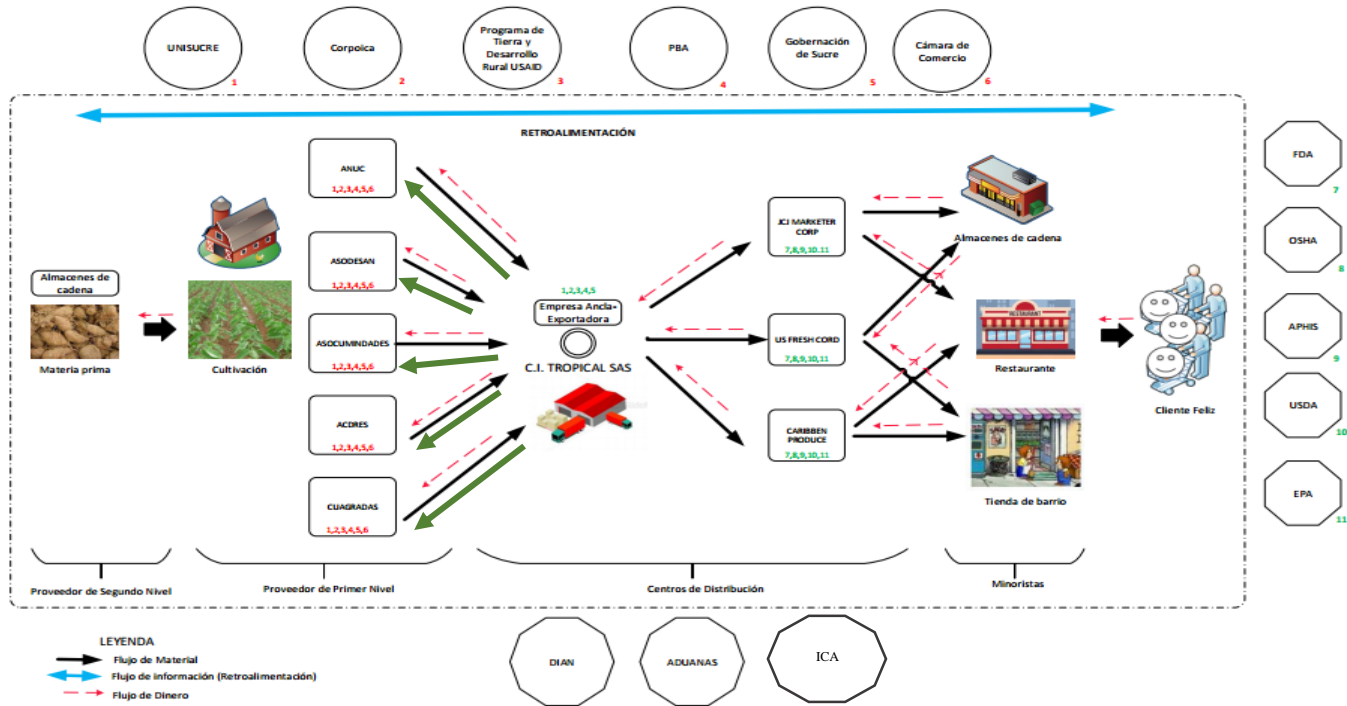 UNISUCRE
1
Corpoica
2
Programa de
Tierra y
Desarrollo
Rural USAID
3
PBA
4
Gobernación
de Sucre
5
Cámara de
Comercio
6
RETROALIMENTACIÓN
ANUC
1,2,3,4,5,6
ASODESAN
1,2,3,4,5,6
ASOCUMINDADES
1,2,3,4,5,6
ACDRES
1,2,3,4,5,6
CUAGRADAS
1,2,3,4,5,6
Almacenes de
cadena
Materia prima
Cultivación
1,2,3,4,5
Empresa Ancla-
Exportadora
C.I. TROPICAL SAS
JCJ MARKETER
CORP
7,8,9,10.11
US FRESH CORD
7,8,9,10,11
CARIBBEN
PRODUCE
7,8,9,10,11
Almacenes de cadena
RESTAURANT
Restaurante
Tienda de barrio
Cliente Feliz
FDA
7
OSHA
8
APHIS
9
USDA
10
EPA
11
Proveedor de Segundo Nivel
Proveedor de Primer Nivel
Centros de Distribución
Minoristas
LEYENDA
Flujo de Material
Flujo de información (Retroalimentación)
Flujo de Dinero
DIAN
ADUANAS
ICA